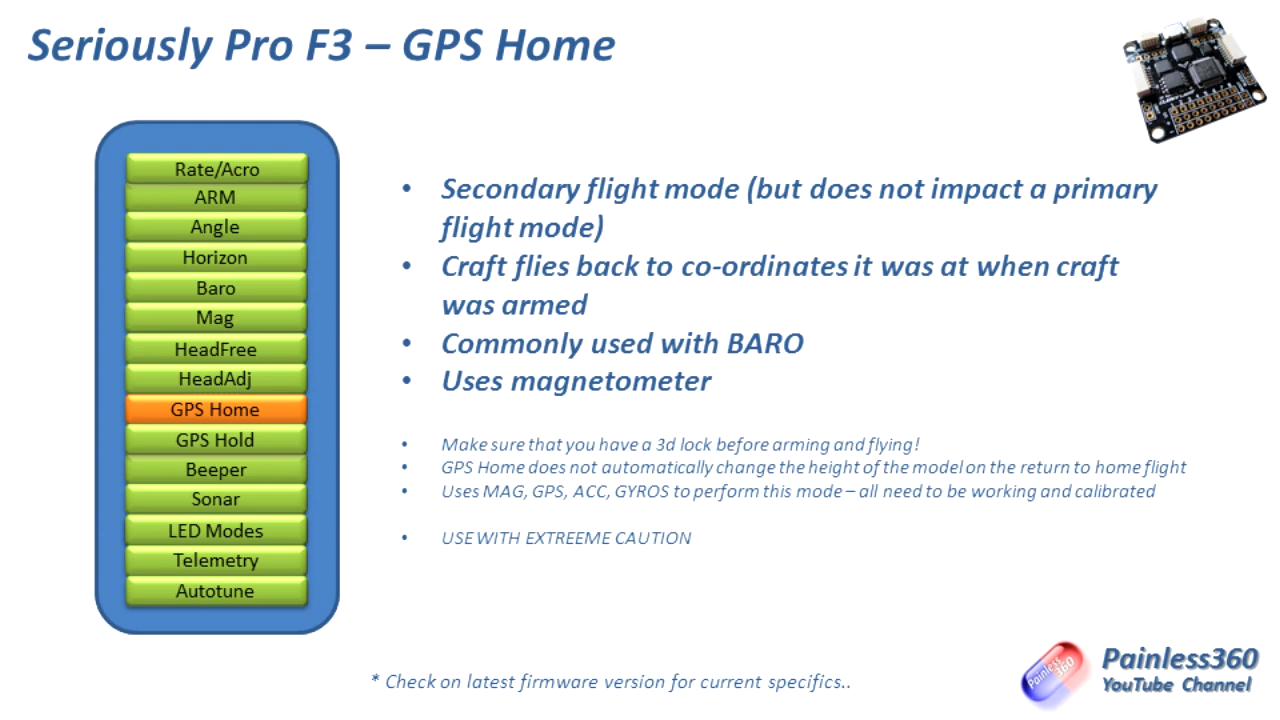 Seriously Pro F3 – GPS Home
Rate/Acro
ARM
Angle
Horizon
Baro
Mag
HeadFree
HeadAdj
GPS Home
GPS Hold
Beeper
Sonar
LED Modes
Telemetry
Autotune
• Secondary flight mode (but does not impact a primary
flight mode)
• Craft flies back to co-ordinates it was at when craft
was armed
• Commonly used with BARO
• Uses magnetometer
• Make sure that you have a 3d lock before arming and flying!
• GPS Home does not automatically change the height of the model on the return to home flight
• Uses MAG, GPS, ACC, GYROS to perform this mode – all need to be working and calibrated
• USE WITH EXTREEME CAUTION
* Check on latest firmware version for current specifics..
Painless
360
Painless360
YouTube Channel